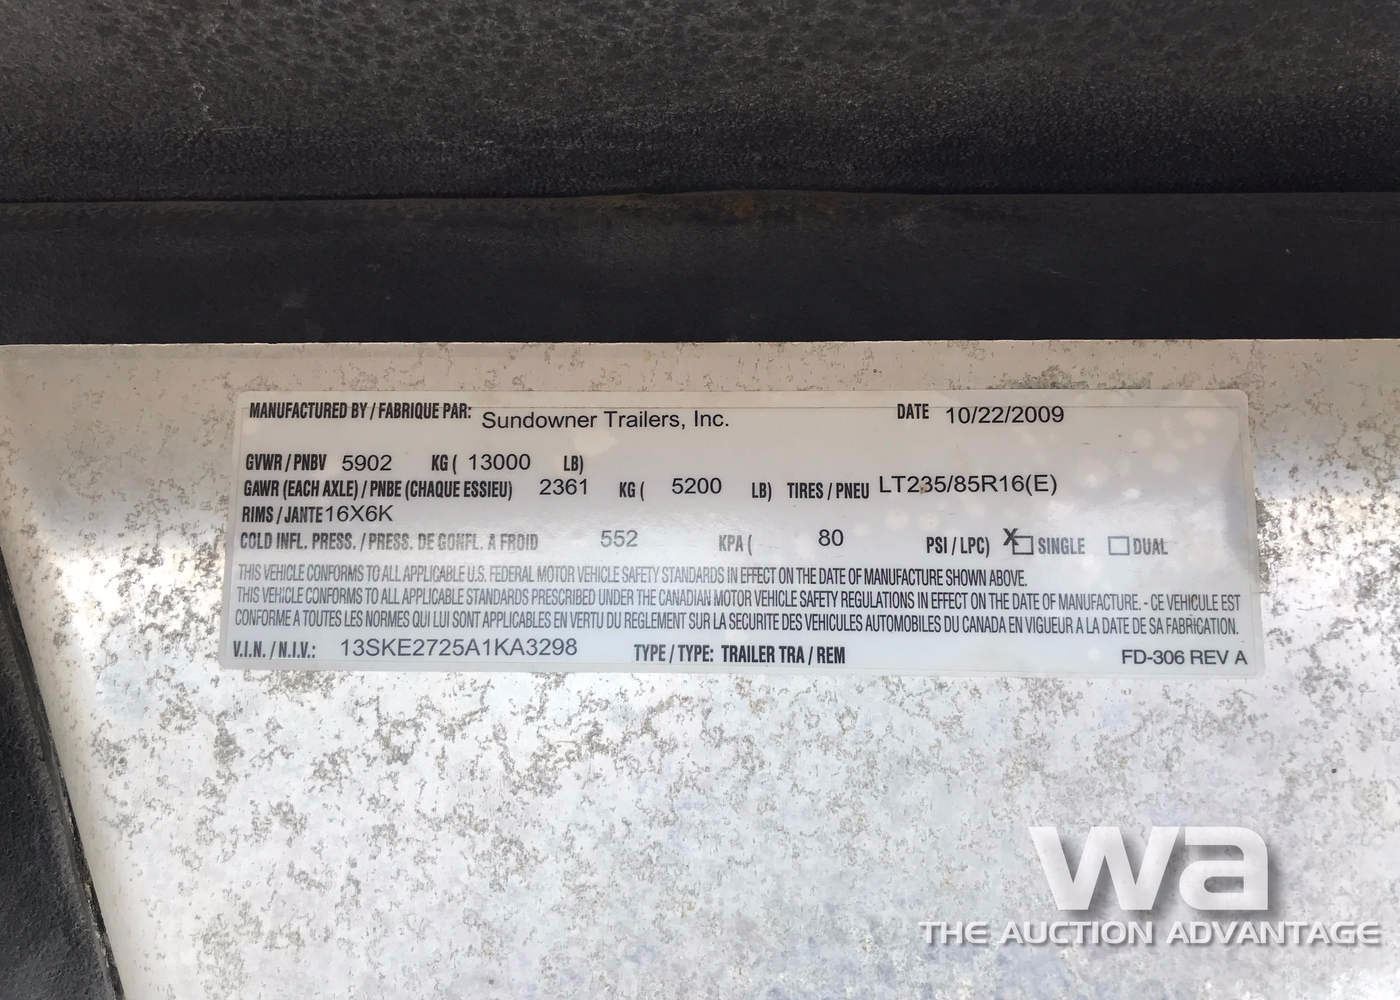 MANUFACTURED BY / FABRIQUE PAR: Sundowner Trailers, Inc. DATE 10/22/2009
GVWR / PNBV 5902 KG ( 13000 LB)
GAWR (EACH AXLE) / PNBE (CHAQUE ESSIEU) 2361 KG ( 5200 LB) TIRES / PNEU LT235/85R16(E)
RIMS / JANTE 16X6K
COLD INFL. PRESS. / PRESS. DE GONFL. A FROID 552 KPA ( 80 PSI / LPC) X SINGLE DUAL
THIS VEHICLE CONFORMS TO ALL APPLICABLE U.S. FEDERAL MOTOR VEHICLE SAFETY STANDARDS IN EFFECT ON THE DATE OF MANUFACTURE SHOWN ABOVE.
THIS VEHICLE CONFORMS TO ALL APPLICABLE STANDARDS PRESCRIBED UNDER THE CANADIAN MOTOR VEHICLE SAFETY REGULATIONS IN EFFECT ON THE DATE OF MANUFACTURE. - CE VEHICULE EST
CONFORME A TOUTES LES NORMES QUI LUI SONT APPLICABLES EN VERTU DU REGLEMENT SUR LA SECURITE DES VEHICULES AUTOMOBILES DU CANADA EN VIGUEUR A LA DATE DE SA FABRICATION.
V.I.N. / N.I.V.: 13SKE2725A1KA3298 TYPE / TYPE: TRAILER TRA / REM FD-306 REV A
wa
THE AUCTION ADVANTAGE